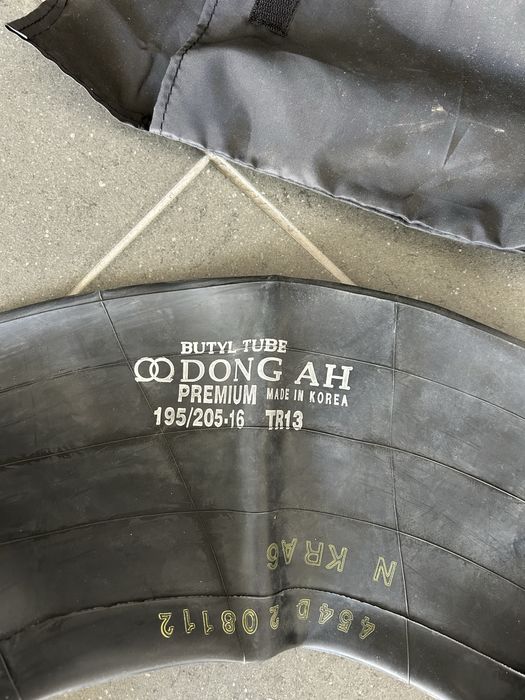 BUTYL TUBE
DONG AH
PREMIUM MADE IN KOREA
195/205-16 TR13
N KRA6
454D 2 08112